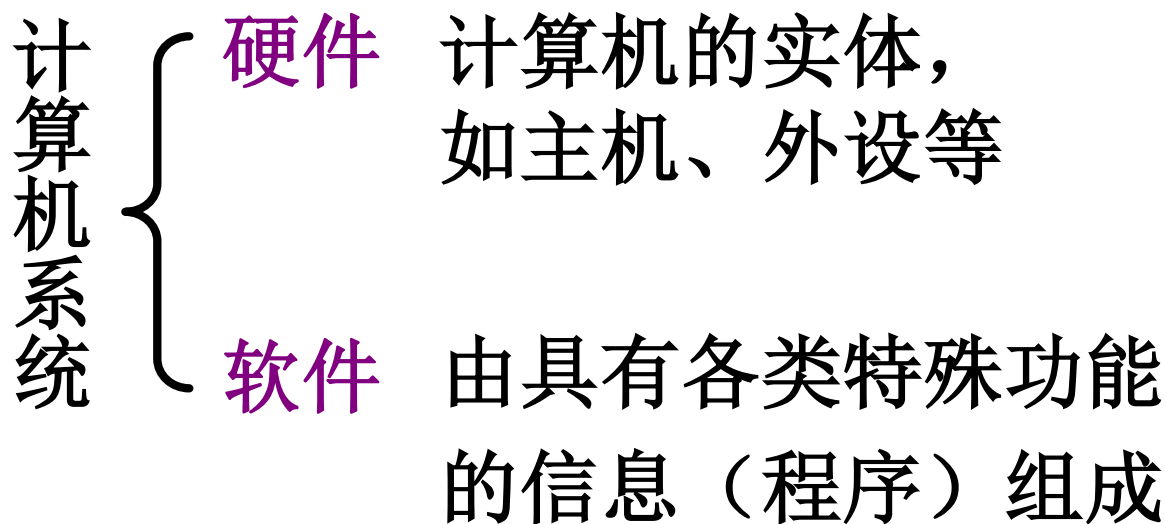 计算机系统
硬件 计算机的实体，
如主机、外设等
软件 由具有各类特殊功能
的信息（程序）组成